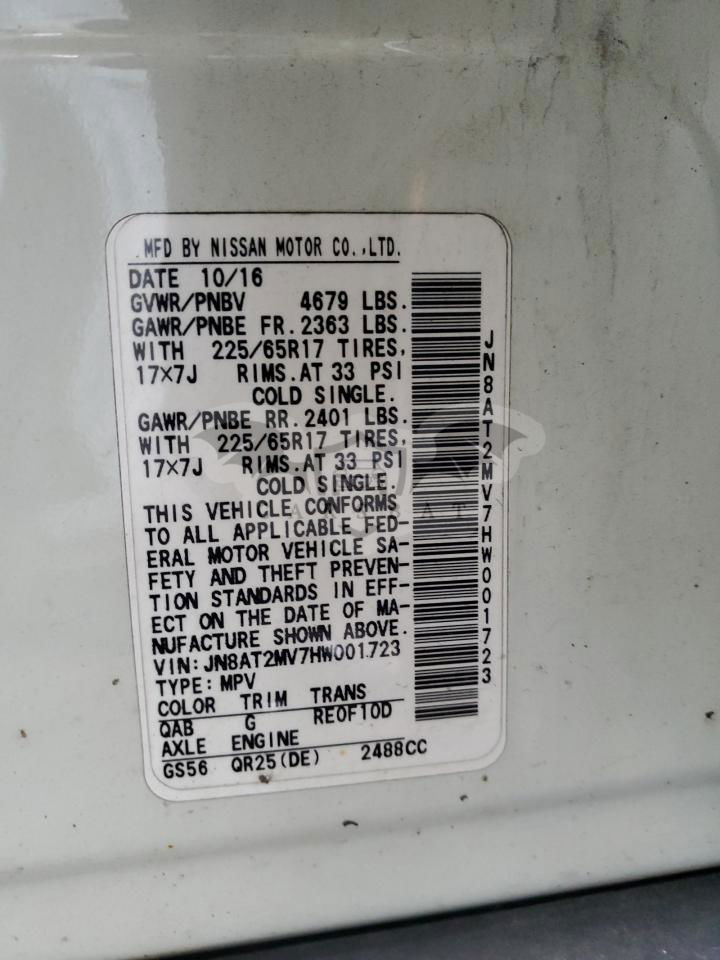 MFD BY NISSAN MOTOR CO.,LTD.
DATE 10/16
GVWR/PNBV 4679 LBS.
GAWR/PNBE FR.2363 LBS.
WITH 225/65R17 TIRES,
17×7J RIMS.AT 33 PSI
COLD SINGLE.
GAWR/PNBE RR.2401 LBS.
WITH 225/65R17 TIRES,
17×7J RIMS.AT 33 PSI
COLD SINGLE.
THIS VEHICLE CONFORMS
TO ALL APPLICABLE FED-
ERAL MOTOR VEHICLE SA-
FETY AND THEFT PREVEN-
TION STANDARDS IN EFF-
ECT ON THE DATE OF MA-
NUFACTURE SHOWN ABOVE.
VIN:JN8AT2MV7HW001723
TYPE:MPV
COLOR TRIM TRANS
QAB G RE0F10D
AXLE ENGINE
GS56 QR25(DE) 2488CC
JN8AT2MV7HW001723